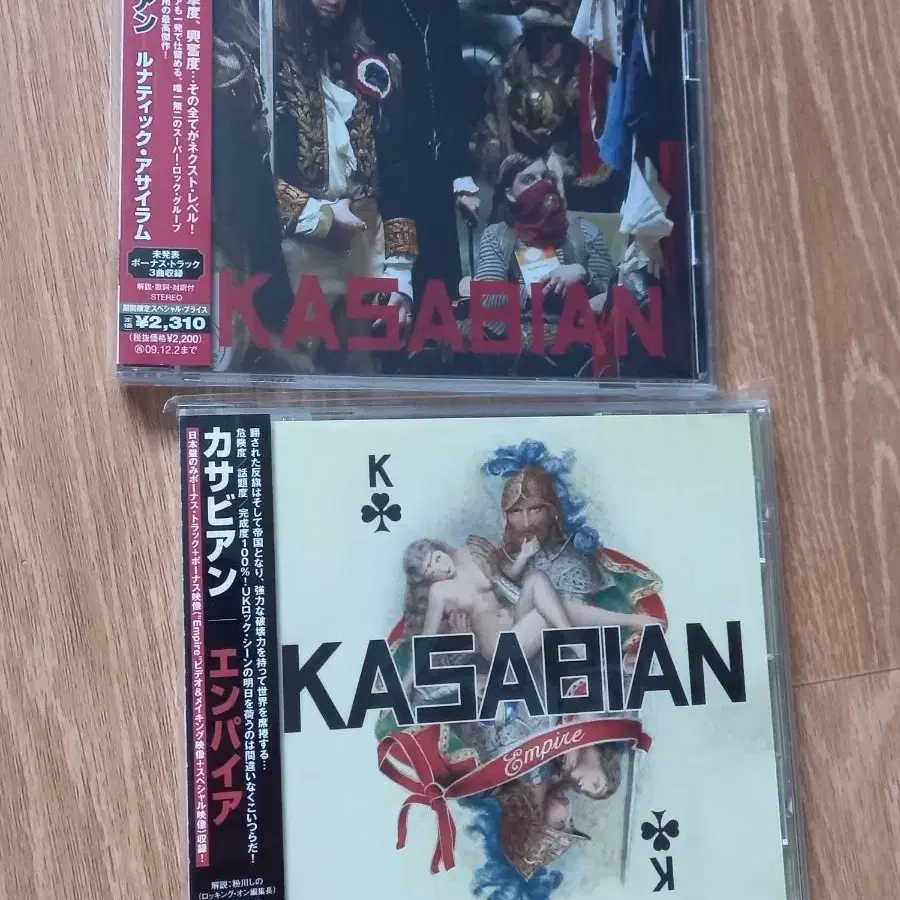 アン ルナティック・アサイラム
撃度、興奮度…その全てがネクスト・レベル!
アも一発で仕留める、唯一無二のスーパー・ロック・グループ
の最高傑作!
未発表
ボーナス・トラック
3曲収録
解説・歌詞・対訳付
STEREO
期間限定スペシャル・プライス
定価 ¥2,310
(税抜価格¥2,200)
09.12.2まで
KASABIAN
カサビアン
エンパイア
翻された反旗はそして帝国となり、強力な破壊力を持って世界を席捲する…
危険度/話題度/完成度100%!UKロック・シーンの明日を荷うのは間違いなくこいつらだ!
日本盤のみボーナス・トラック+ボーナス映像("Empire"ビデオ&メイキング映像+スペシャル映像)収録!
解説:粉川しの
(ロッキング・オン編集長)
K
KASABIAN
Empire
K